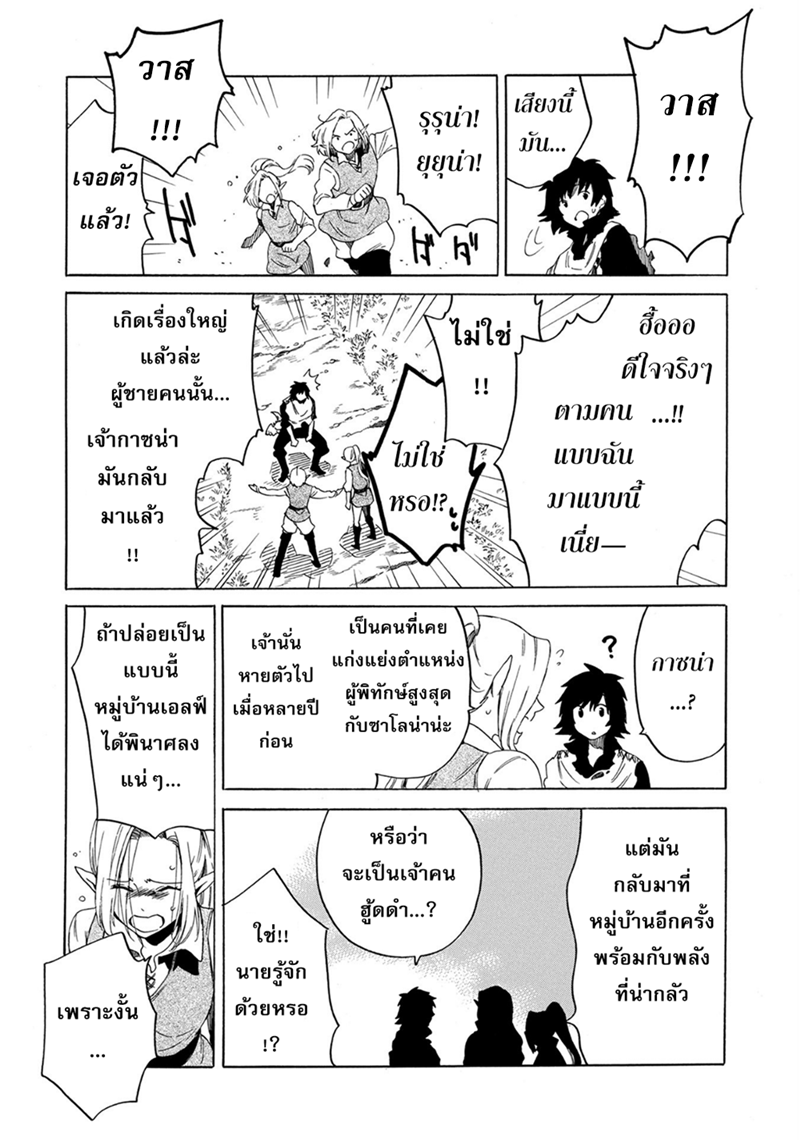 วาส
!!!
เสียงนี้
มัน...
รุรุน่า!
ยุยุน่า!
วาส
!!!
เจอตัว
แล้ว!
ダダ
ダダ
ฮื้อออ
ดีใจจริงๆ
...!!
ตามคน
แบบฉัน
มาแบบนี้
เนี่ย—
ไม่ใช่
!!
ไม่ใช่
หรอ!?
เกิดเรื่องใหญ่
แล้วล่ะ
ผู้ชายคนนั้น...
เจ้ากาซน่า
มันกลับ
มาแล้ว
!!
?
กาซน่า
...?
เป็นคนที่เคย
แก่งแย่งตำแหน่ง
ผู้พิทักษ์สูงสุด
กับซาโลน่าน่ะ
เจ้านั่น
หายตัวไป
เมื่อหลายปี
ก่อน
แต่มัน
กลับมาที่
หมู่บ้านอีกครั้ง
พร้อมกับพลัง
ที่น่ากลัว
หรือว่า
จะเป็นเจ้าคน
ฮู้ดดำ...?
ใช่!!
นายรู้จัก
ด้วยหรอ
!?
ถ้าปล่อยเป็น
แบบนี้
หมู่บ้านเอลฟ์
ได้พินาศลง
แน่ๆ...
เพราะงั้น
...